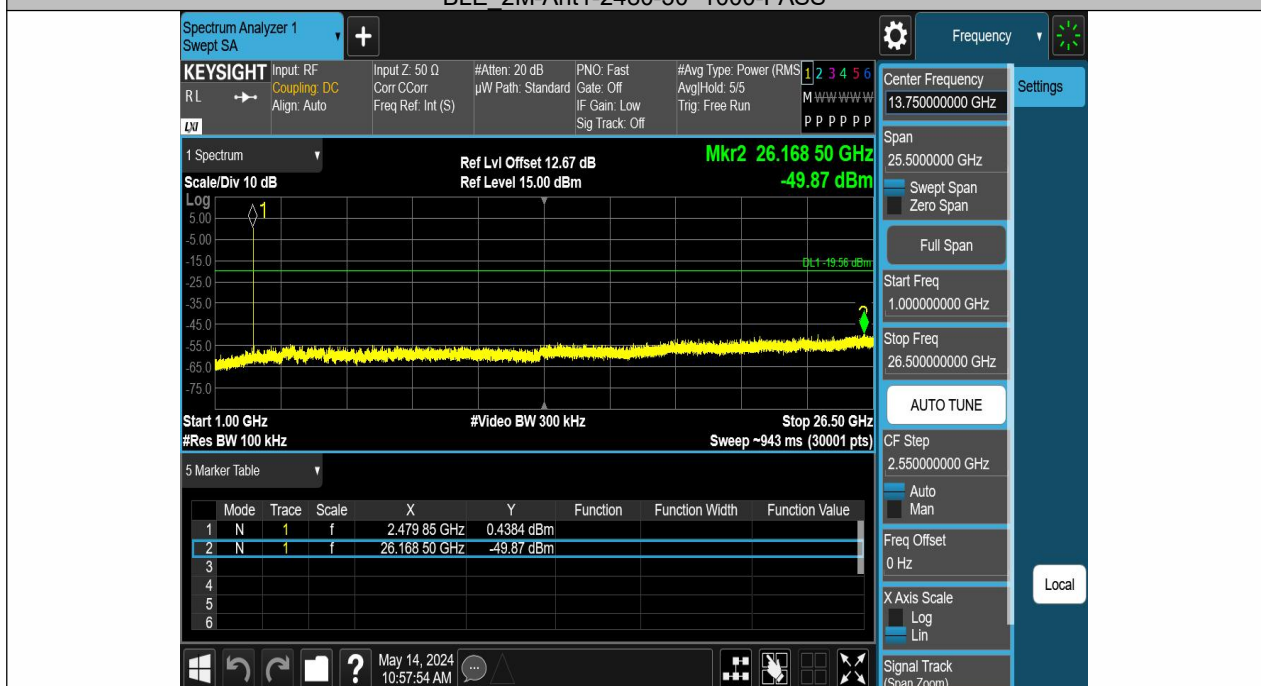 Spectrum Analyzer 1
Swept SA
Frequency
KEYSIGHT
RL
LXI
Input: RF
Coupling: DC
Align: Auto
Input Z: 50 Ω
Corr CCorr
Freq Ref: Int (S)
#Atten: 20 dB
µW Path: Standard
PNO: Fast
Gate: Off
IF Gain: Low
Sig Track: Off
#Avg Type: Power (RMS
Avg|Hold: 5/5
Trig: Free Run
1 2 3 4 5 6
M W W W W W
P P P P P P
1 Spectrum
Scale/Div 10 dB
Ref Lvl Offset 12.67 dB
Ref Level 15.00 dBm
Mkr2 26.168 50 GHz
-49.87 dBm
Log
5.00
-5.00
-15.0
-25.0
-35.0
-45.0
-55.0
-65.0
-75.0
1
DL1 -19.56 dBm
Start 1.00 GHz
#Video BW 300 kHz
Stop 26.50 GHz
#Res BW 100 kHz
Sweep ~943 ms (30001 pts)
5 Marker Table
Mode Trace Scale X Y Function Function Width Function Value
1 N 1 f 2.479 85 GHz 0.4384 dBm
2 N 1 f 26.168 50 GHz -49.87 dBm
3
4
5
6
?
May 14, 2024
10:57:54 AM
Center Frequency
13.750000000 GHz
Settings
Span
25.5000000 GHz
Swept Span
Zero Span
Full Span
Start Freq
1.000000000 GHz
Stop Freq
26.500000000 GHz
AUTO TUNE
CF Step
2.550000000 GHz
Auto
Man
Freq Offset
0 Hz
Local
X Axis Scale
Log
Lin
Signal Track
(Span Zoom)